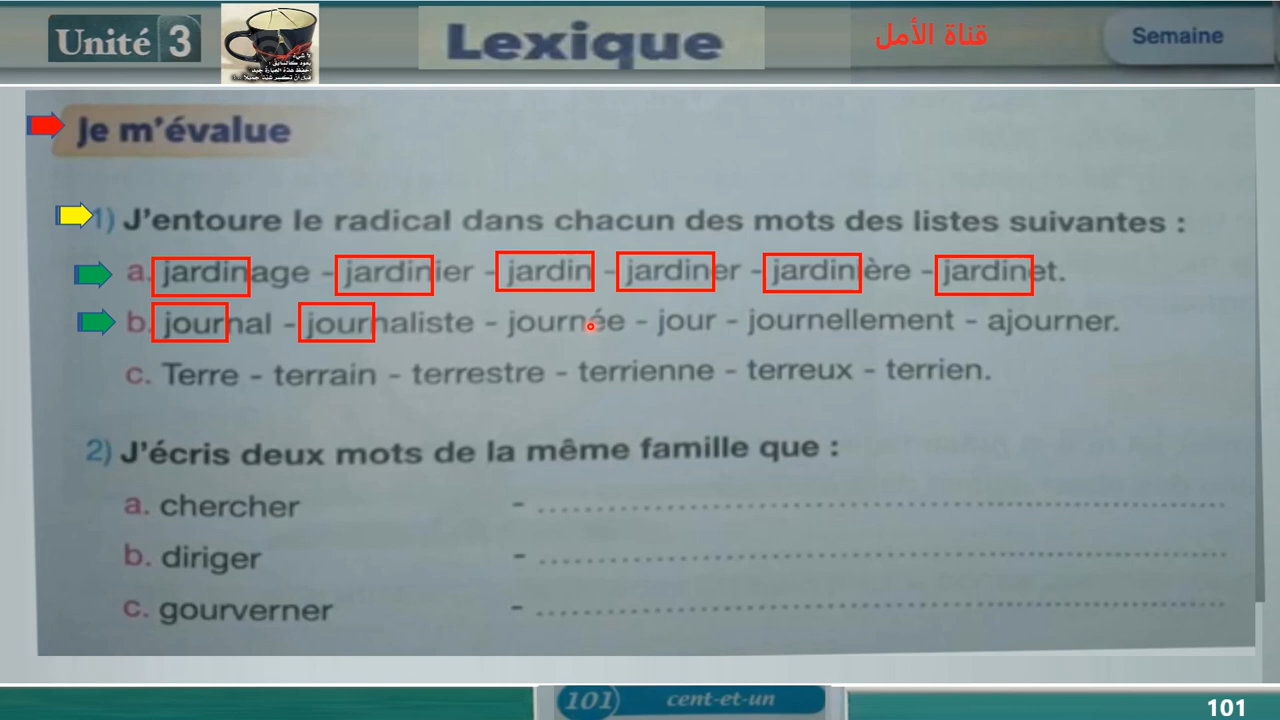 Unité 3
Lexique
قناة الأمل
Semaine
Je m'évalue
1) J'entoure le radical dans chacun des mots des listes suivantes :
a. jardinage - jardinier - jardin - jardiner - jardinière - jardinet.
b. journal - journaliste - journée - jour - journellement - ajourner.
c. Terre - terrain - terrestre - terrienne - terreux - terrien.
2) J'écris deux mots de la même famille que :
a. chercher - ........................
b. diriger - ........................
c. gourverner - ........................
101 cent-et-un
101